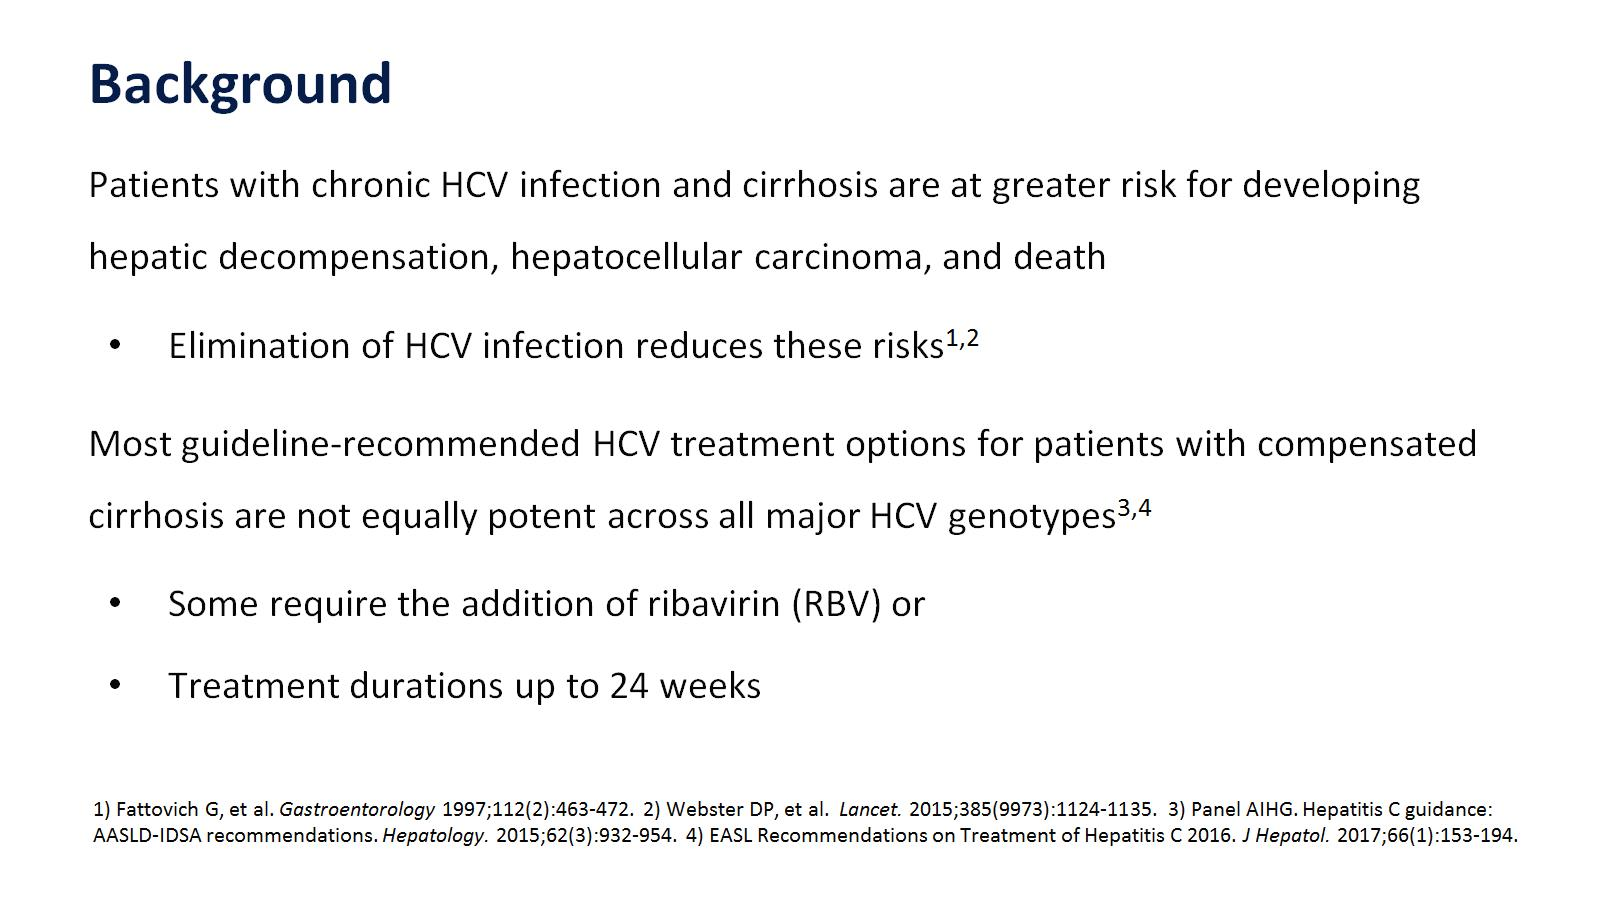 Background
Patients with chronic HCV infection and cirrhosis are at greater risk for developing
hepatic decompensation, hepatocellular carcinoma, and death
• Elimination of HCV infection reduces these risks1,2
Most guideline-recommended HCV treatment options for patients with compensated
cirrhosis are not equally potent across all major HCV genotypes3,4
• Some require the addition of ribavirin (RBV) or
• Treatment durations up to 24 weeks
1) Fattovich G, et al. Gastroentorology 1997;112(2):463-472. 2) Webster DP, et al. Lancet. 2015;385(9973):1124-1135. 3) Panel AIHG. Hepatitis C guidance:
AASLD-IDSA recommendations. Hepatology. 2015;62(3):932-954. 4) EASL Recommendations on Treatment of Hepatitis C 2016. J Hepatol. 2017;66(1):153-194.